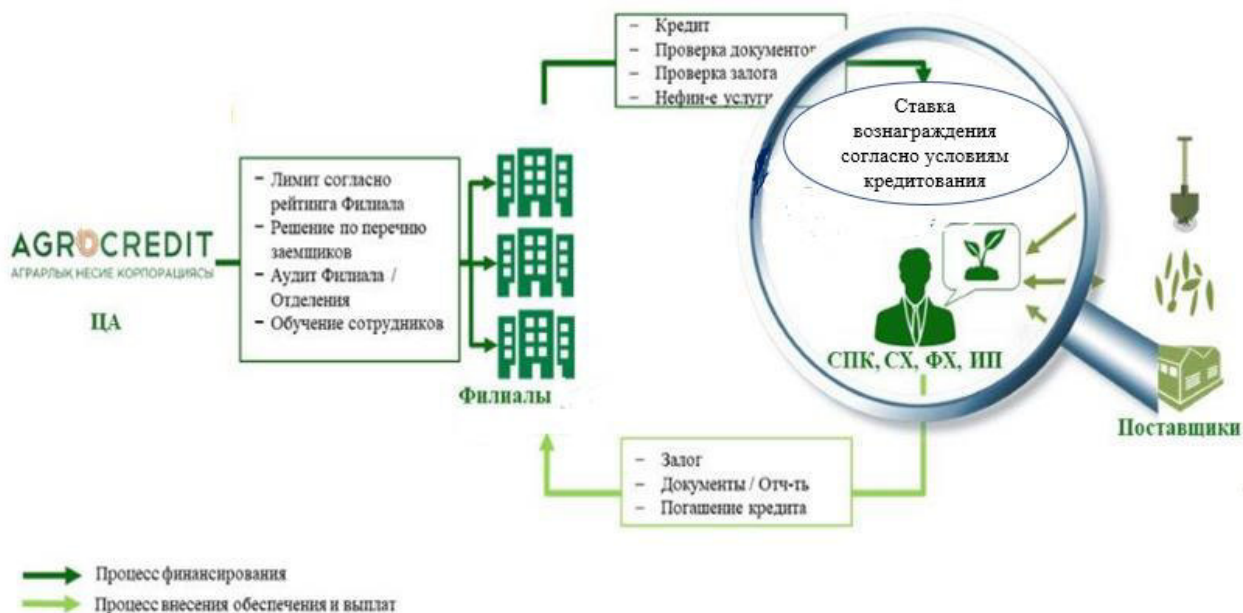 – Кредит
– Проверка документов
– Проверка залога
– Нефин-е услуги
Ставка
вознаграждения
согласно условиям
кредитования
– Лимит согласно
рейтинга Филиала
– Решение по перечню
заемщиков
– Аудит Филиала /
Отделения
– Обучение сотрудников
AGROCREDIT
АГРАРЛЫҚ НЕСИЕ КОРПОРАЦИЯСЫ
ЦА
Филиалы
СПК, СХ, ФХ, ИП
Поставщики
– Залог
– Документы / Отч-ть
– Погашение кредита
Процесс финансирования
Процесс внесения обеспечения и выплат